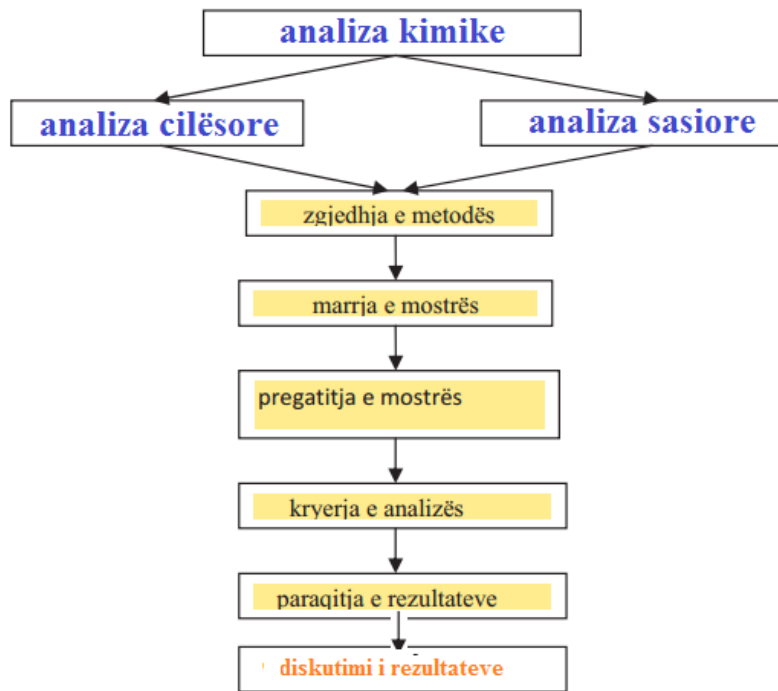 analiza kimike
analiza cilësore
analiza sasiore
zgjedhja e metodës
marrja e mostrës
pregatitja e mostrës
kryerja e analizës
paraqitja e rezultateve
diskutimi i rezultateve